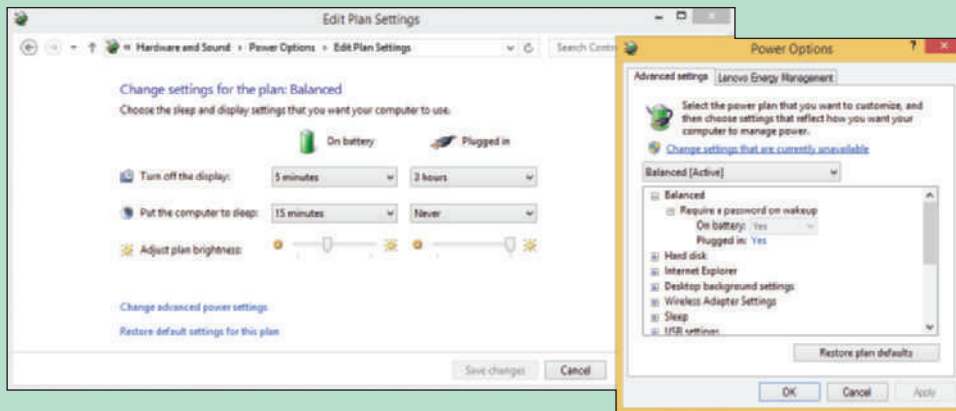 Edit Plan Settings
« Hardware and Sound › Power Options › Edit Plan Settings
Search Contr
Change settings for the plan: Balanced
Choose the sleep and display settings that you want your computer to use.
On battery Plugged in
Turn off the display: 5 minutes 3 hours
Put the computer to sleep: 15 minutes Never
Adjust plan brightness:
Change advanced power settings
Restore default settings for this plan
Save changes Cancel
Power Options
Advanced settings Lenovo Energy Management
Select the power plan that you want to customize, and
then choose settings that reflect how you want your
computer to manage power.
Change settings that are currently unavailable
Balanced [Active]
Balanced
Require a password on wakeup
On battery: Yes
Plugged in: Yes
Hard disk
Internet Explorer
Desktop background settings
Wireless Adapter Settings
Sleep
USB settings
Restore plan defaults
OK Cancel Apply